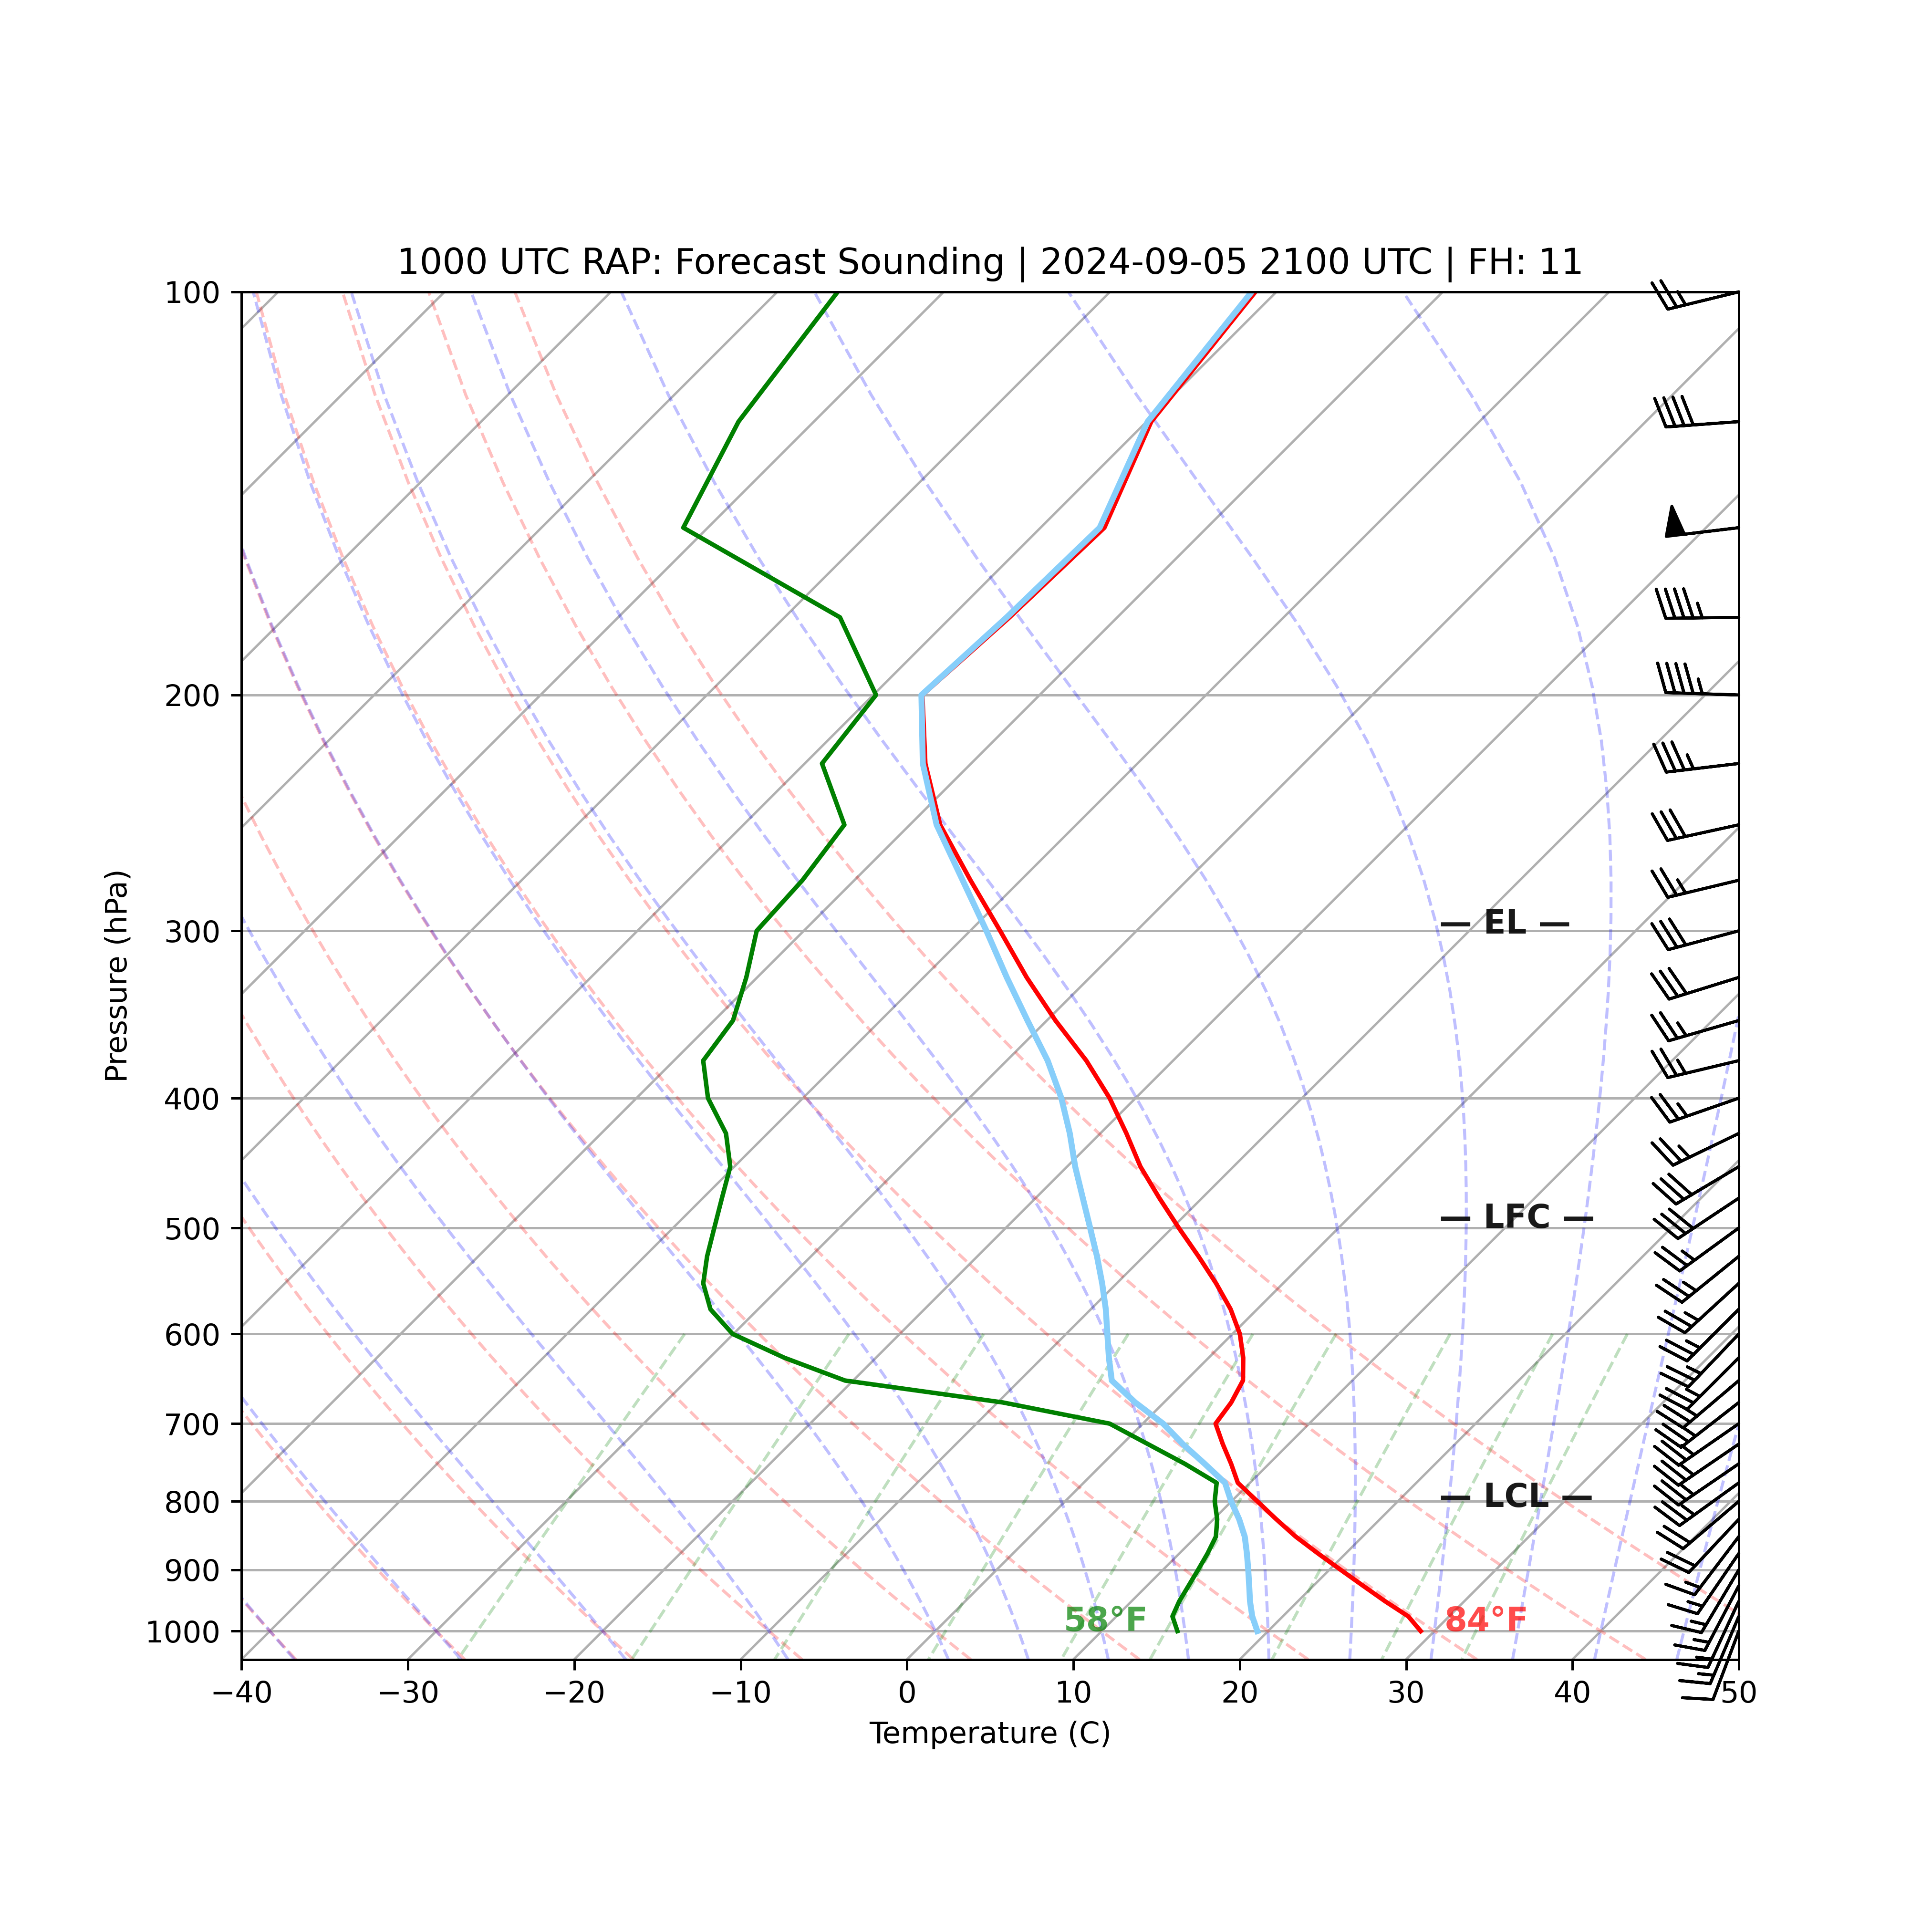 1000 UTC RAP: Forecast Sounding | 2024-09-05 2100 UTC | FH: 11
100
200
300
400
500
600
700
800
900
1000
Pressure (hPa)
— EL —
— LFC —
— LCL —
58°F
84°F
−40 −30 −20 −10 0 10 20 30 40 50
Temperature (C)